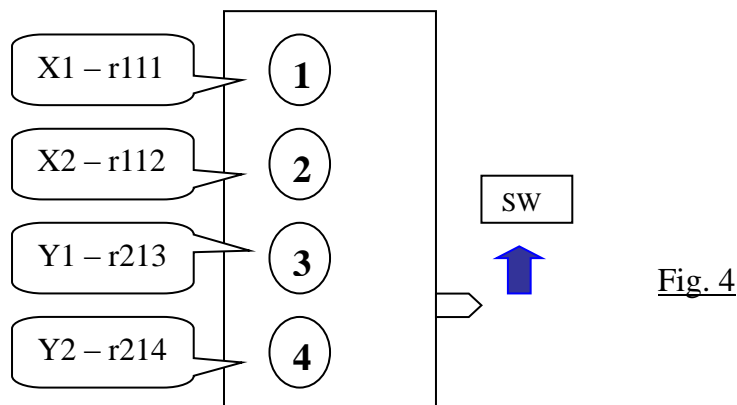 X1 – r111
1
X2 – r112
2
SW
Y1 – r213
3
Fig. 4
Y2 – r214
4